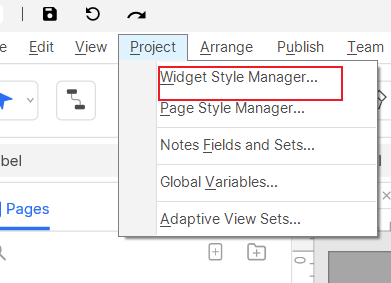 Edit View Project Arrange Publish Team
Widget Style Manager...
Page Style Manager...
Notes Fields and Sets...
Global Variables...
Adaptive View Sets...
Pages
0